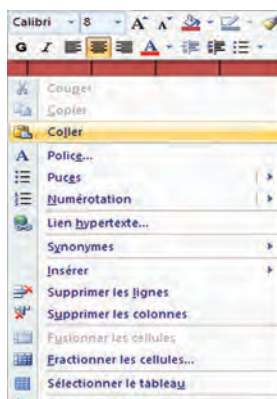 Calibri 8 A A
G I A
Couper
Copier
Coller
A Police...
Puces
Numérotation
Lien hypertexte...
Synonymes
Insérer
Supprimer les lignes
Supprimer les colonnes
Fusionner les cellules
Fractionner les cellules...
Sélectionner le tableau